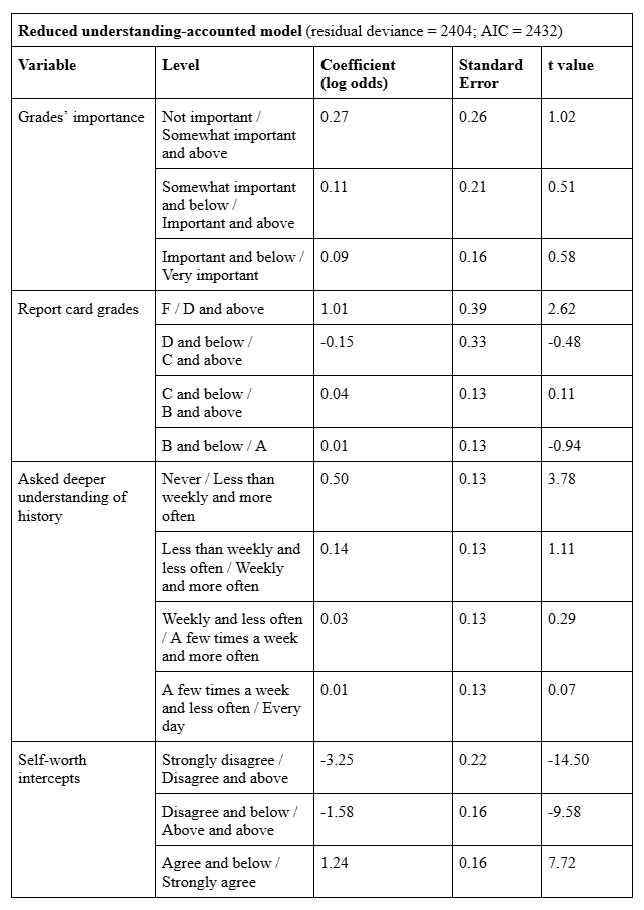 Reduced understanding-accounted model (residual deviance = 2404; AIC = 2432)
Variable Level Coefficient (log odds) Standard Error t value
Grades' importance
Not important /
Somewhat important
and above
0.27 0.26 1.02
Somewhat important
and below /
Important and above
0.11 0.21 0.51
Important and below /
Very important
0.09 0.16 0.58
Report card grades
F / D and above
1.01 0.39 2.62
D and below /
C and above
-0.15 0.33 -0.48
C and below /
B and above
0.04 0.13 0.11
B and below / A
0.01 0.13 -0.94
Asked deeper
understanding of
history
Never / Less than
weekly and more
often
0.50 0.13 3.78
Less than weekly and
less often / Weekly
and more often
0.14 0.13 1.11
Weekly and less often
/ A few times a week
and more often
0.03 0.13 0.29
A few times a week
and less often / Every
day
0.01 0.13 0.07
Self-worth
intercepts
Strongly disagree /
Disagree and above
-3.25 0.22 -14.50
Disagree and below /
Above and above
-1.58 0.16 -9.58
Agree and below /
Strongly agree
1.24 0.16 7.72